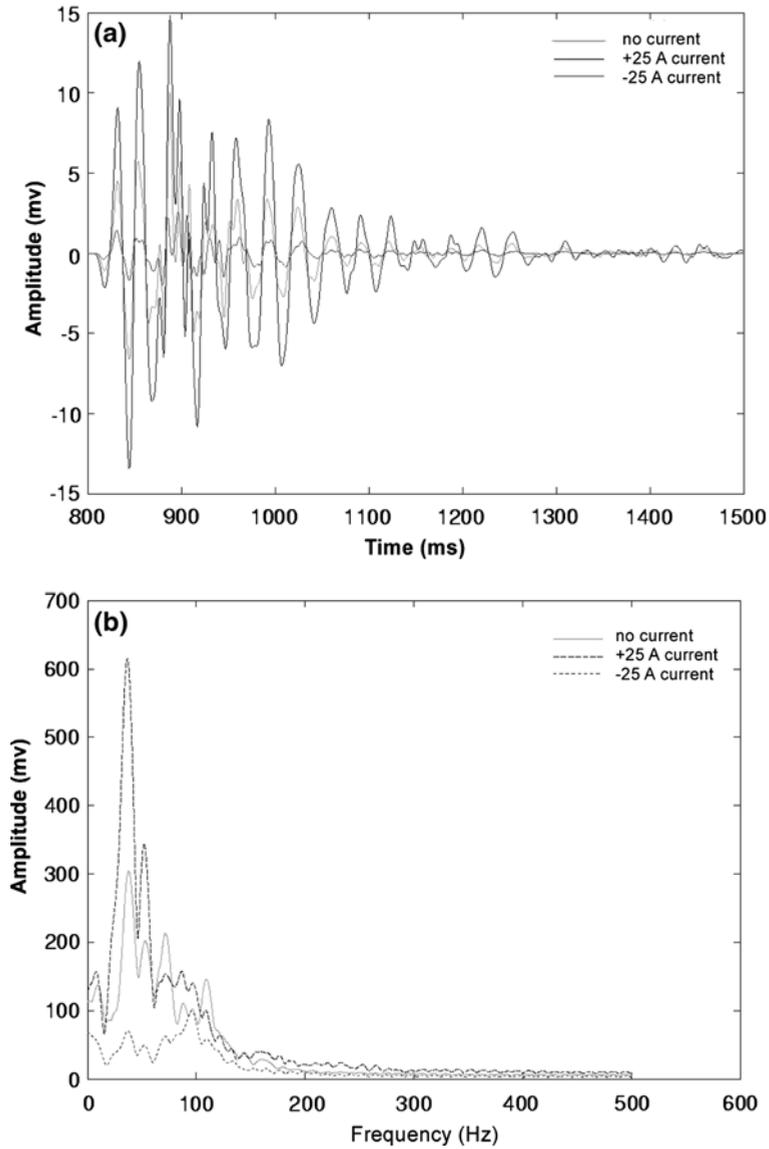 (a)
no current
+25 A current
-25 A current
15
10
5
0
-5
-10
-15
Amplitude (mv)
800 900 1000 1100 1200 1300 1400 1500
Time (ms)
(b)
no current
+25 A current
-25 A current
700
600
500
400
300
200
100
0
Amplitude (mv)
0 100 200 300 400 500 600
Frequency (Hz)